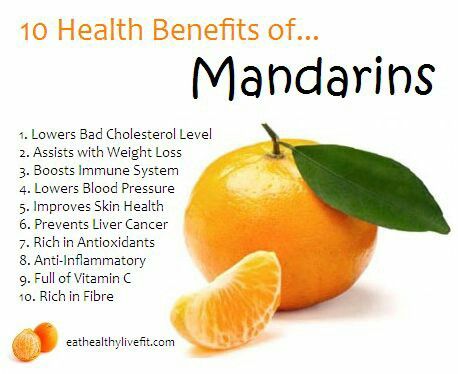 10 Health Benefits of...
Mandarins
1. Lowers Bad Cholesterol Level
2. Assists with Weight Loss
3. Boosts Immune System
4. Lowers Blood Pressure
5. Improves Skin Health
6. Prevents Liver Cancer
7. Rich in Antioxidants
8. Anti-Inflammatory
9. Full of Vitamin C
10. Rich in Fibre
eathealthylivefit.com